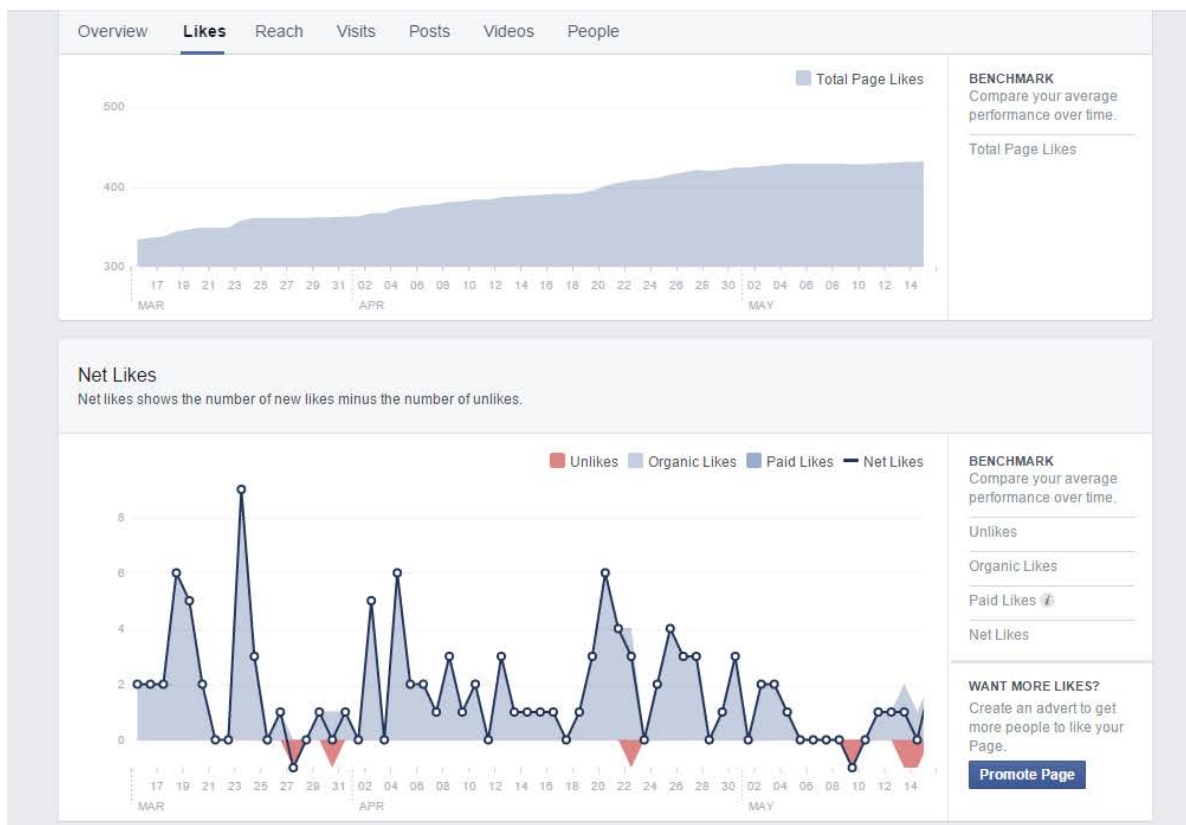 Overview Likes Reach Visits Posts Videos People
Total Page Likes
500
400
300
17 19 21 23 25 27 29 31 02 04 06 08 10 12 14 16 18 20 22 24 26 28 30 02 04 06 08 10 12 14
MAR APR MAY
BENCHMARK
Compare your average
performance over time.
Total Page Likes
Net Likes
Net likes shows the number of new likes minus the number of unlikes.
Unlikes Organic Likes Paid Likes Net Likes
8
6
4
2
0
17 19 21 23 25 27 29 31 02 04 06 08 10 12 14 16 18 20 22 24 26 28 30 02 04 06 08 10 12 14
MAR APR MAY
BENCHMARK
Compare your average
performance over time.
Unlikes
Organic Likes
Paid Likes i
Net Likes
WANT MORE LIKES?
Create an advert to get
more people to like your
Page.
Promote Page